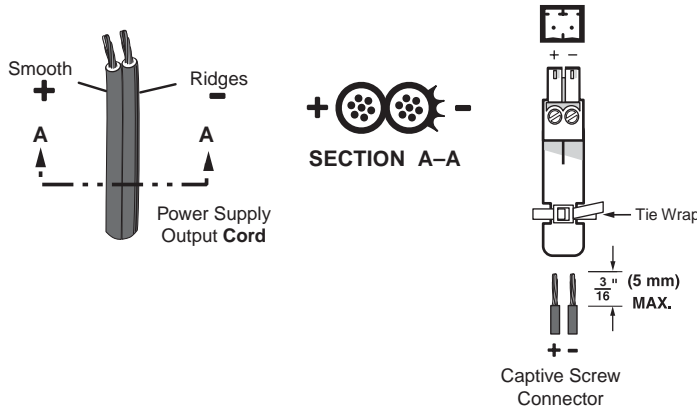 Smooth
+
Ridges
-
A
A
Power Supply
Output Cord
+
-
SECTION A–A
+ -
Tie Wrap
3/16" (5 mm)
MAX.
+ -
Captive Screw
Connector